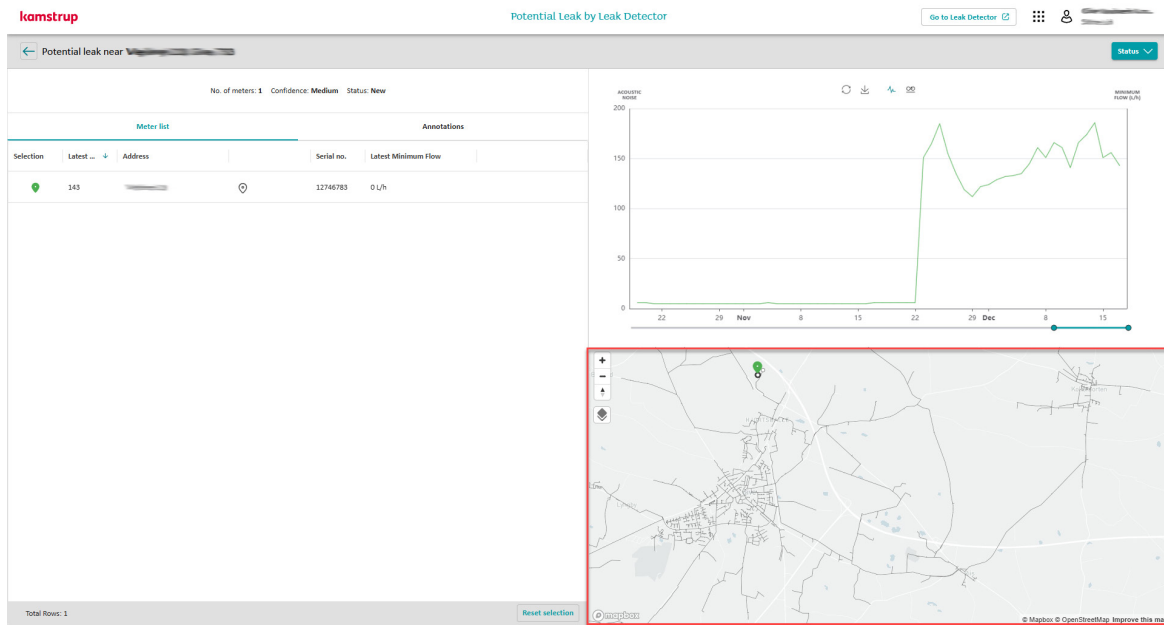 kamstrup
Potential Leak by Leak Detector
Go to Leak Detector
Potential leak near
Status
No. of meters: 1 Confidence: Medium Status: New
Meter list
Annotations
Selection Latest ... Address Serial no. Latest Minimum Flow
143 12746783 0 L/h
Total Rows: 1
Reset selection
ACOUSTIC NOISE
MINIMUM FLOW (L/h)
200
150
100
50
0
22 29 Nov 8 15 22 29 Dec 8 15
mapbox
© Mapbox © OpenStreetMap Improve this ma